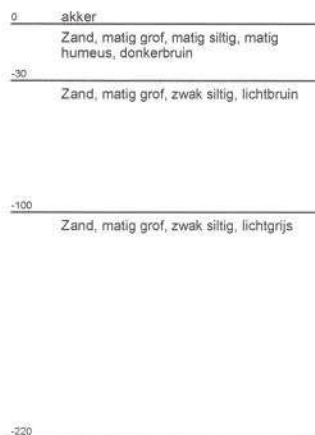 0 akker
Zand, matig grof, matig siltig, matig
humeus, donkerbruin
-30
Zand, matig grof, zwak siltig, lichtbruin
-100
Zand, matig grof, zwak siltig, lichtgrijs
-220